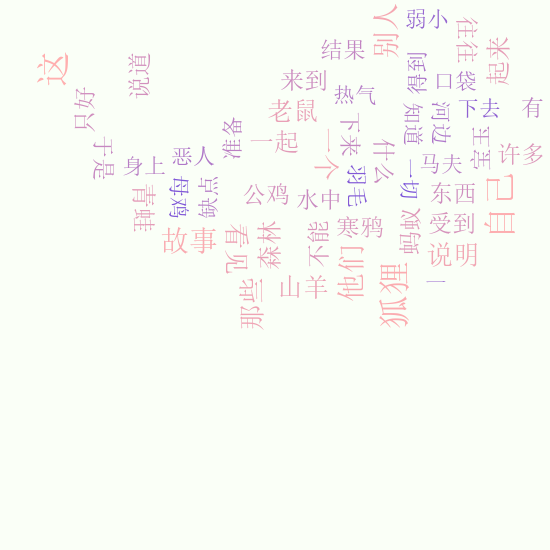 别人
弱小
往往
起来
结果
得到
这
说道
来到
口袋
只好
热气
老鼠
知道
河边
下去
有
准备
一起
下来
什么
宝玉
许多
于是
身上
恶人
一个
羽毛
一切
马夫
青蛙
母鸡
缺点
公鸡
水中
东西
自己
故事
看见
森林
不能
寒鸦
蚂蚁
受到
说明
那些
山羊
他们
狐狸
一